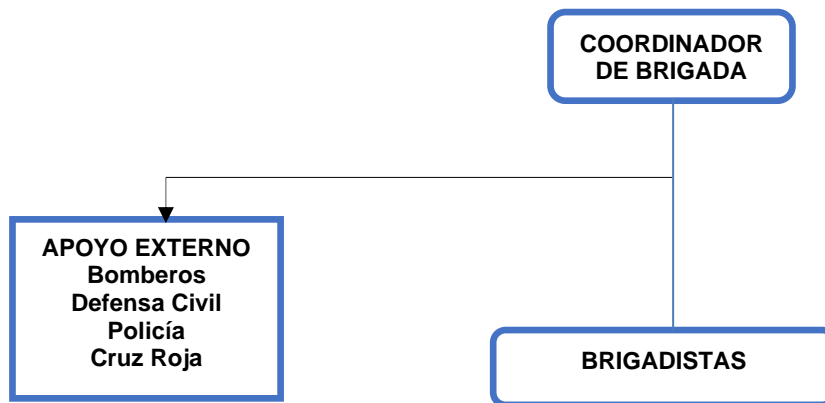 COORDINADOR
DE BRIGADA
APOYO EXTERNO
Bomberos
Defensa Civil
Policía
Cruz Roja
BRIGADISTAS